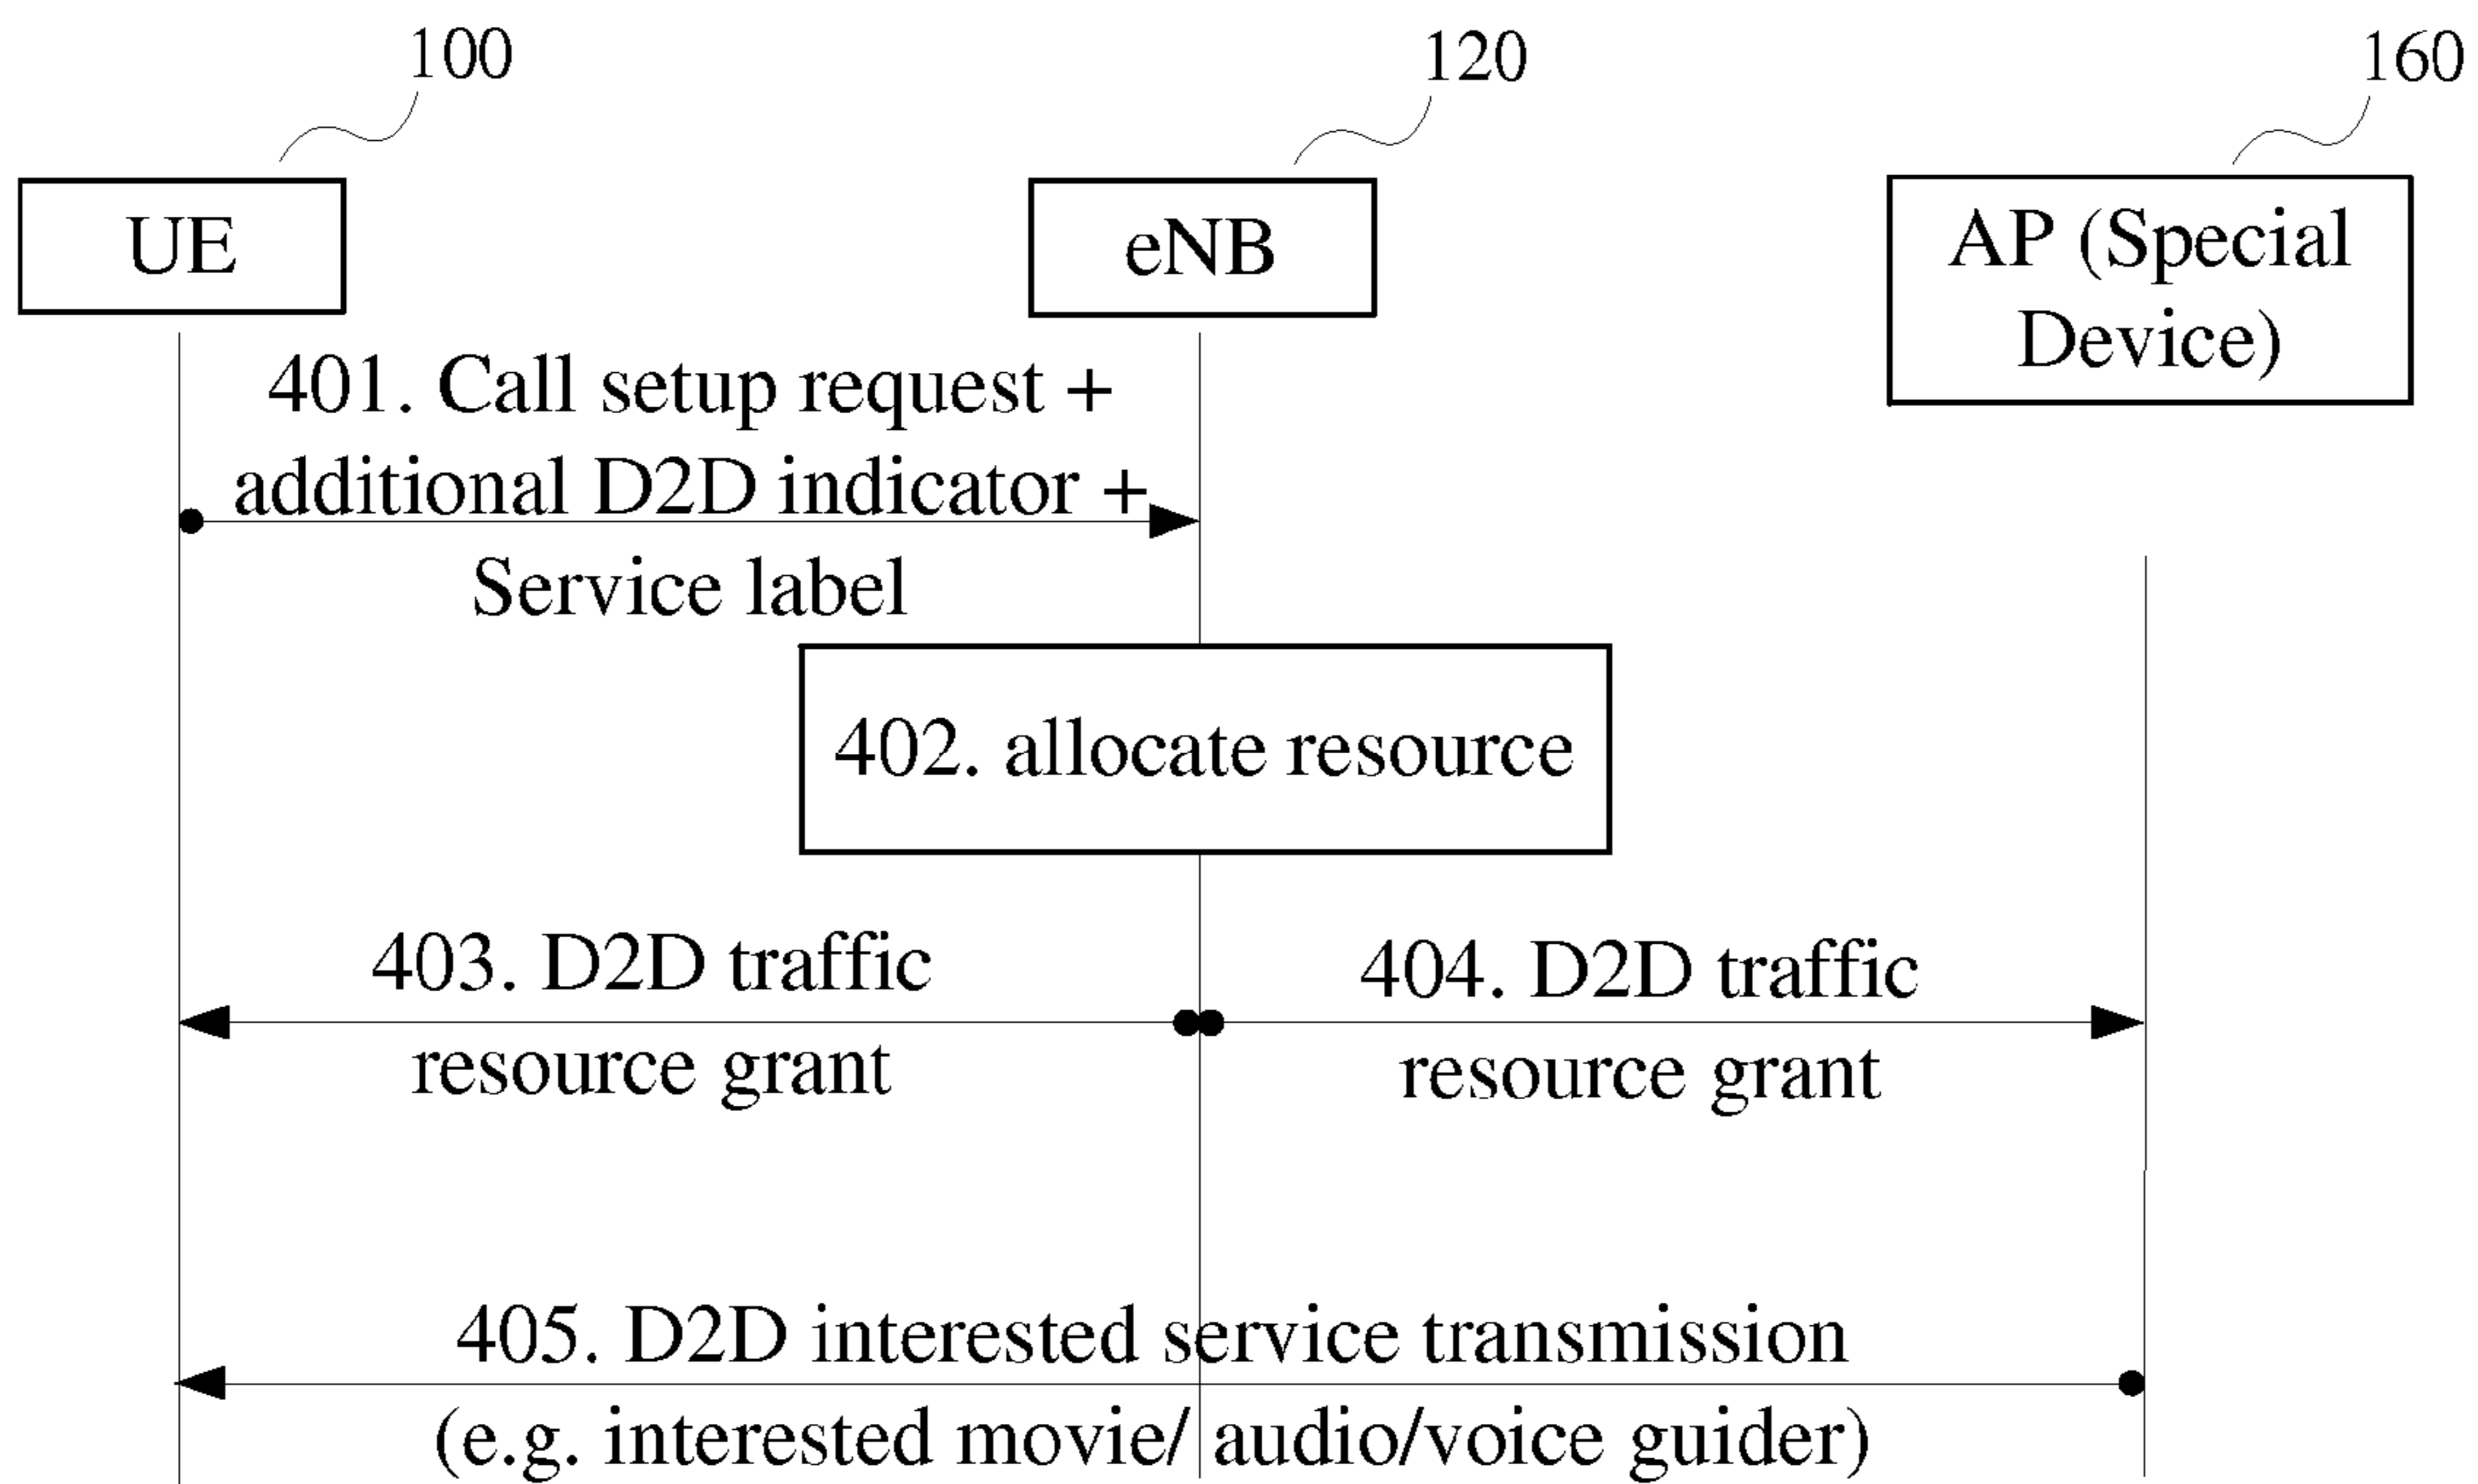 100
120
160
UE
eNB
AP (Special
Device)
401. Call setup request +
additional D2D indicator +
Service label
402. allocate resource
403. D2D traffic
resource grant
404. D2D traffic
resource grant
405. D2D interested service transmission
(e.g. interested movie/ audio/voice guider)